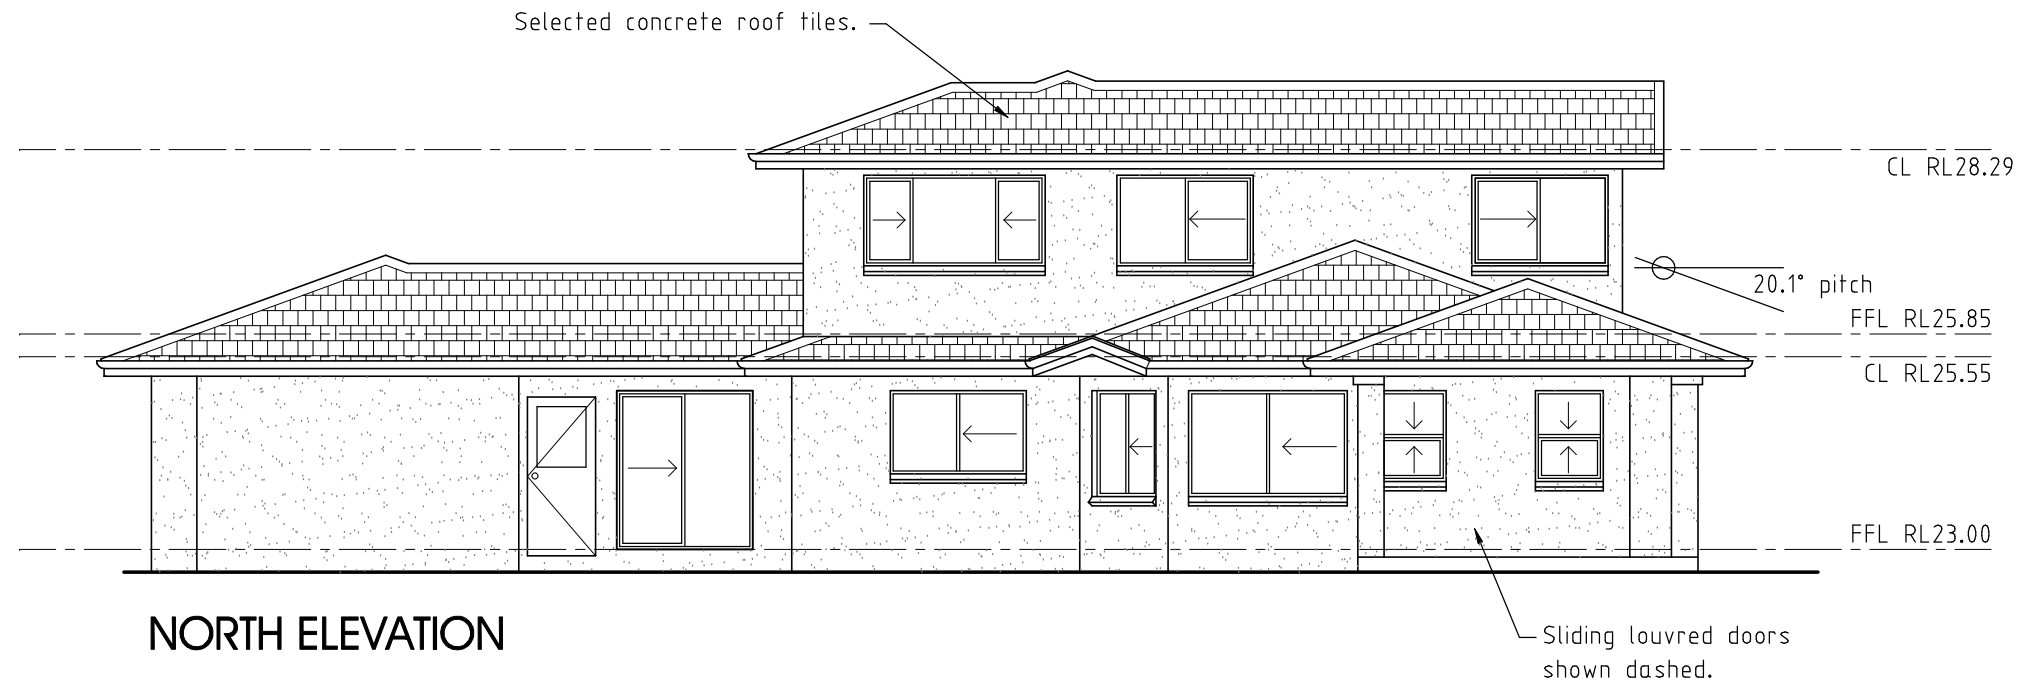 Selected concrete roof tiles.
CL RL28.29
20.1° pitch
FFL RL25.85
CL RL25.55
FFL RL23.00
NORTH ELEVATION
Sliding louvred doors
shown dashed.